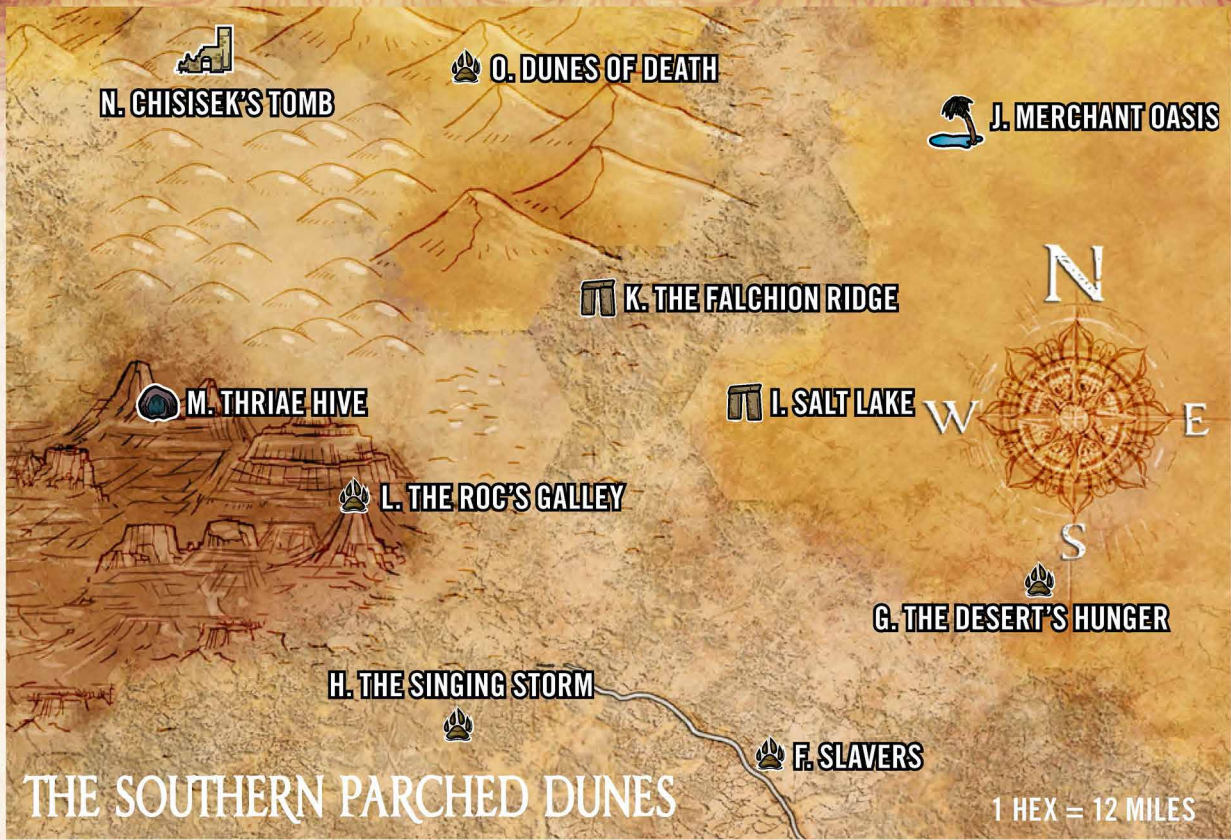 N. CHISISEK'S TOMB
O. DUNES OF DEATH
J. MERCHANT OASIS
N
K. THE FALCHION RIDGE
M. THRIAE HIVE
I. SALT LAKE
W
E
L. THE ROC'S GALLEY
S
G. THE DESERT'S HUNGER
H. THE SINGING STORM
F. SLAVERS
THE SOUTHERN PARCHED DUNES
1 HEX = 12 MILES